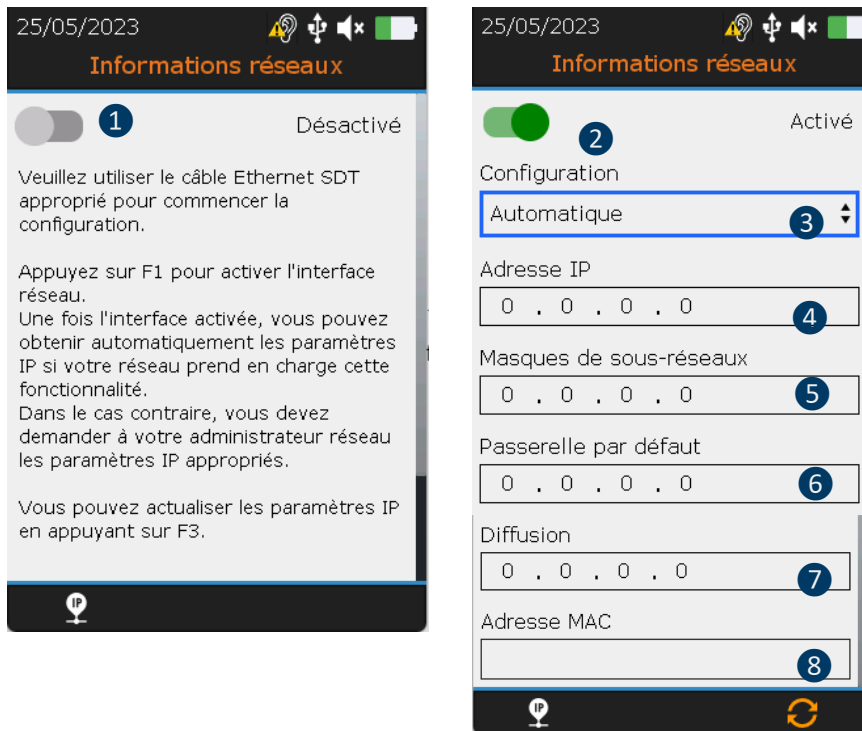 25/05/2023
Informations réseaux
1
Désactivé
Veuillez utiliser le câble Ethernet SDT
approprié pour commencer la
configuration.
Appuyez sur F1 pour activer l'interface
réseau.
Une fois l'interface activée, vous pouvez
obtenir automatiquement les paramètres
IP si votre réseau prend en charge cette
fonctionnalité.
Dans le cas contraire, vous devez
demander à votre administrateur réseau
les paramètres IP appropriés.
Vous pouvez actualiser les paramètres IP
en appuyant sur F3.
IP
25/05/2023
Informations réseaux
2
Activé
Configuration
Automatique
3
Adresse IP
0 . 0 . 0 . 0
4
Masques de sous-réseaux
0 . 0 . 0 . 0
5
Passerelle par défaut
0 . 0 . 0 . 0
6
Diffusion
0 . 0 . 0 . 0
7
Adresse MAC
8
IP